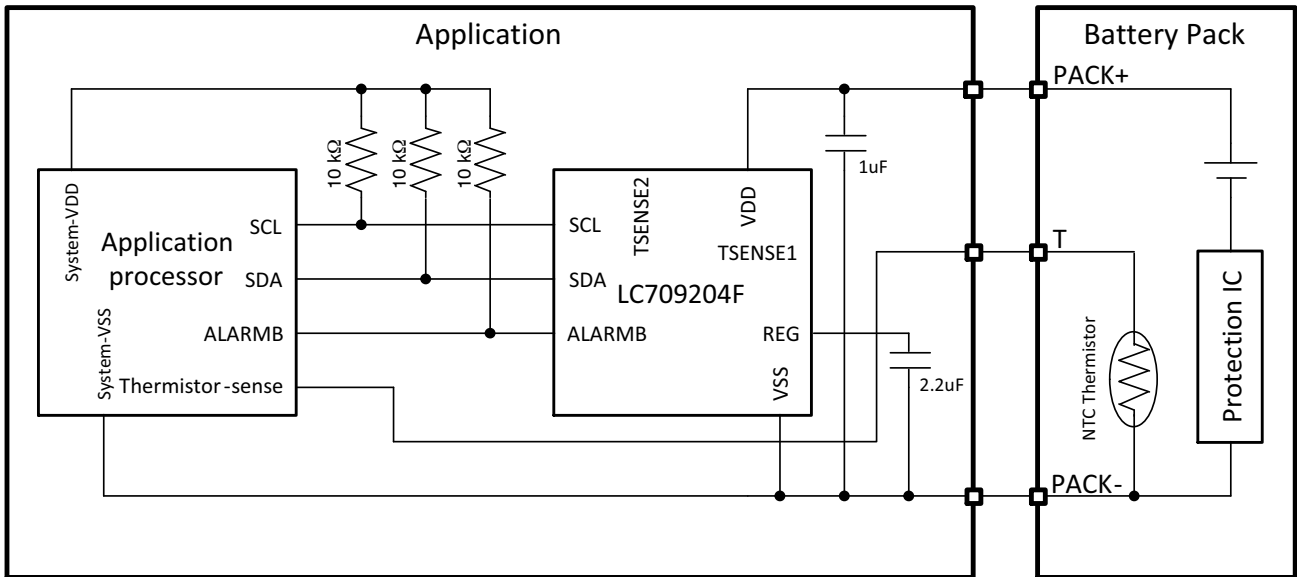 Application
Battery Pack
PACK+
10 kΩ
10 kΩ
10 kΩ
1uF
System-VDD
TSENSE2
VDD
SCL
SCL
Application
processor
TSENSE1
T
SDA
SDA
LC709204F
ALARMB
ALARMB
REG
System-VSS
Thermistor-sense
VSS
2.2uF
NTC Thermistor
Protection IC
PACK-